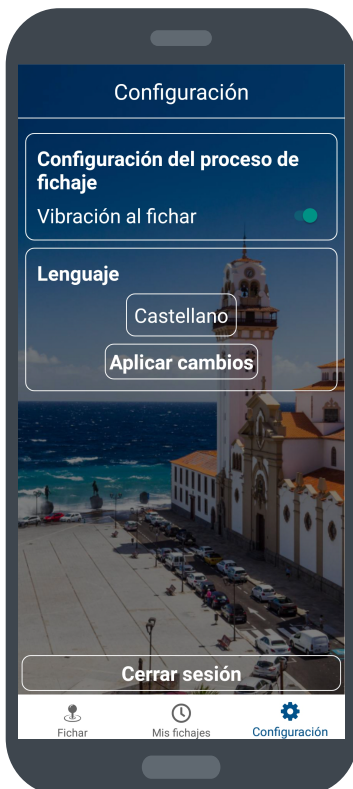 Configuración
Configuración del proceso de
fichaje
Vibración al fichar
Lenguaje
Castellano
Aplicar cambios
Cerrar sesión
Fichar
Mis fichajes
Configuración